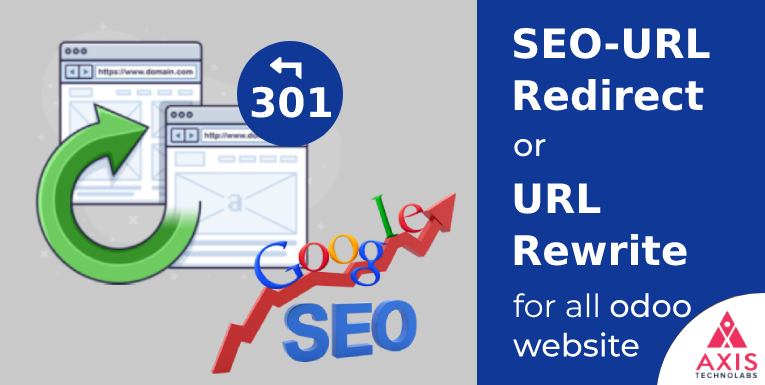 https://www.domain.com
301
http://www.do
a
Google
SEO
SEO-URL
Redirect
or
URL
Rewrite
for all odoo
website
AXIS
TECHNOLABS